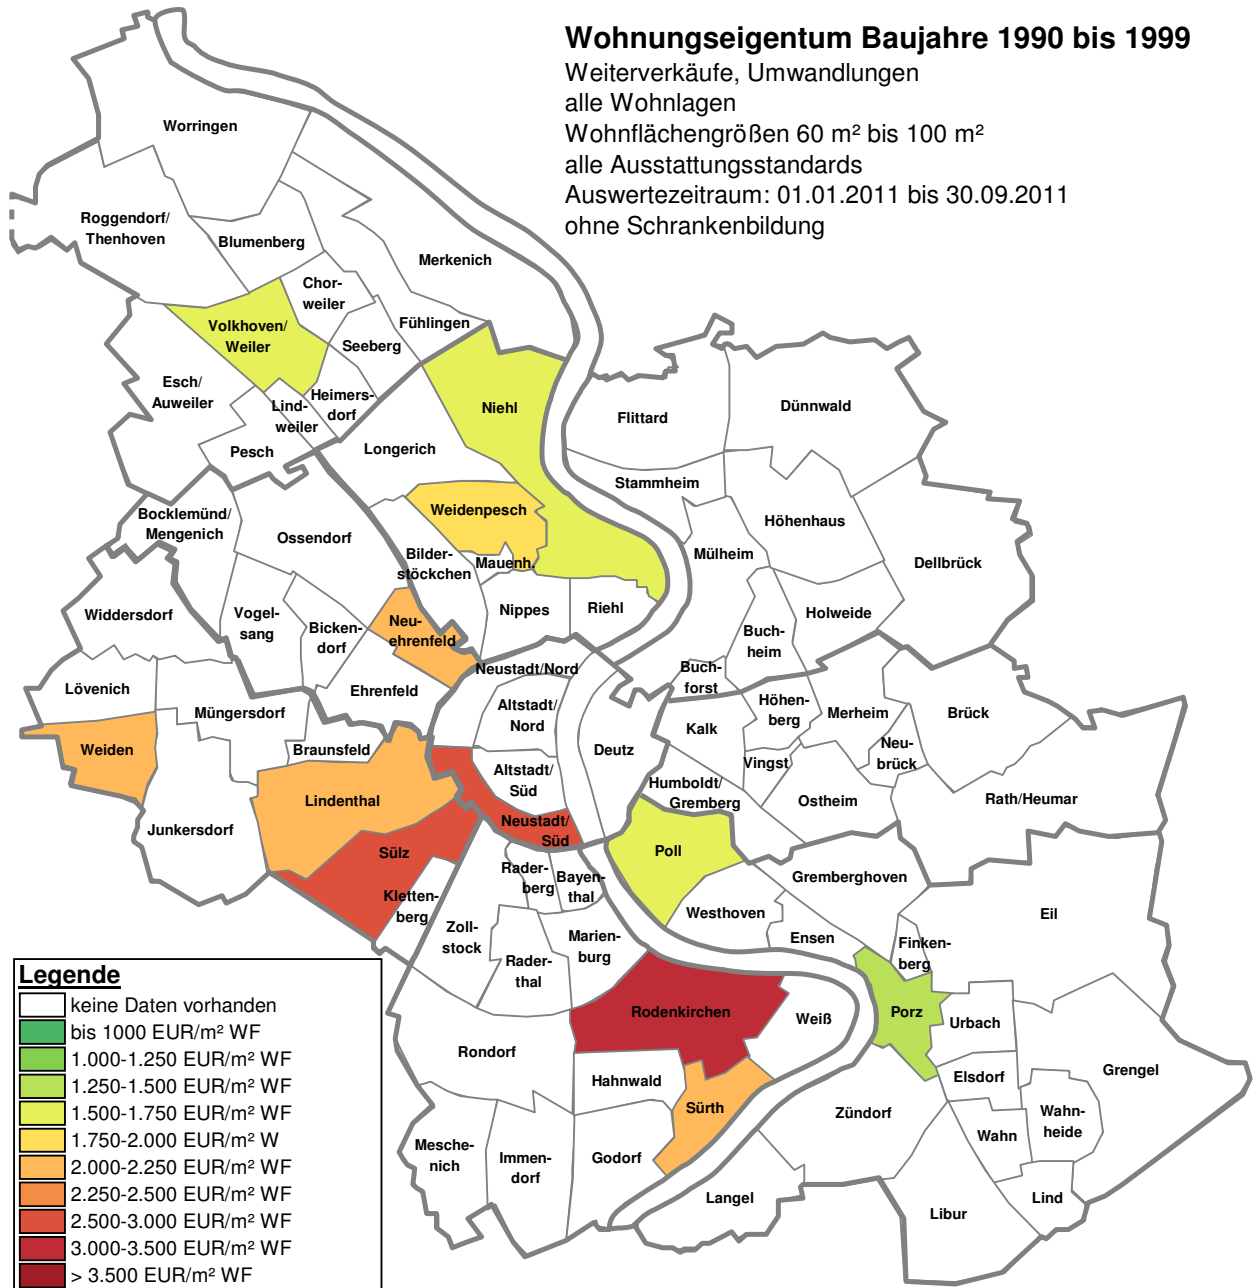 Wohnungseigentum Baujahre 1990 bis 1999
Weiterverkäufe, Umwandlungen
alle Wohnlagen
Wohnflächengrößen 60 m² bis 100 m²
alle Ausstattungsstandards
Auswertezeitraum: 01.01.2011 bis 30.09.2011
ohne Schrankenbildung
Worringen
Roggendorf/
Thenhoven
Blumenberg
Merkenich
Chor-
weiler
Fühlingen
Volkhoven/
Weiler
Seeberg
Esch/
Auweiler
Heimers-
dorf
Lind-
weiler
Pesch
Niehl
Longerich
Flittard
Dünnwald
Stammheim
Weidenpesch
Höhenhaus
Bocklemünd/
Mengenich
Ossendorf
Bilder-
stöckchen
Mauenh.
Mülheim
Dellbrück
Widdersdorf
Vogel-
sang
Bicken-
dorf
Neu-
ehrenfeld
Nippes
Riehl
Holweide
Buch-
heim
Neustadt/Nord
Buch-
forst
Lövenich
Ehrenfeld
Müngersdorf
Altstadt/
Nord
Höhen-
berg
Merheim
Brück
Kalk
Weiden
Braunsfeld
Deutz
Neu-
brück
Vingst
Altstadt/
Süd
Humboldt/
Gremberg
Lindenthal
Ostheim
Rath/Heumar
Junkersdorf
Neustadt/
Süd
Sülz
Poll
Rader-
berg
Bayen-
thal
Gremberghoven
Kletten-
berg
Westhoven
Eil
Zoll-
stock
Marien-
burg
Ensen
Finken-
berg
Rader-
thal
Rodenkirchen
Weiß
Porz
Urbach
Rondorf
Hahnwald
Elsdorf
Grengel
Sürth
Zündorf
Wahn-
heide
Wahn
Mesche-
nich
Immen-
dorf
Godorf
Langel
Lind
Libur
Legende
keine Daten vorhanden
bis 1000 EUR/m² WF
1.000-1.250 EUR/m² WF
1.250-1.500 EUR/m² WF
1.500-1.750 EUR/m² WF
1.750-2.000 EUR/m² W
2.000-2.250 EUR/m² WF
2.250-2.500 EUR/m² WF
2.500-3.000 EUR/m² WF
3.000-3.500 EUR/m² WF
> 3.500 EUR/m² WF